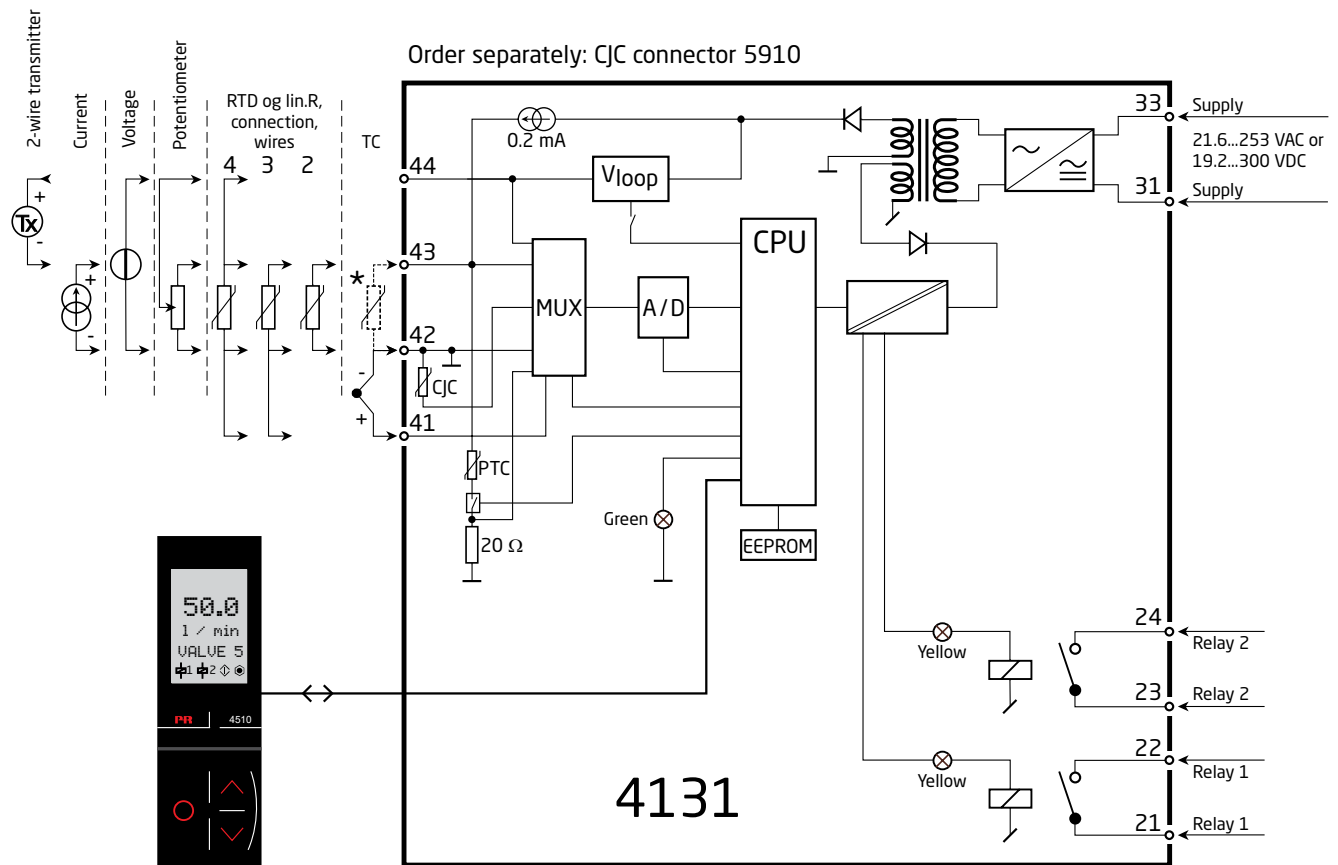 Order separately: CJC connector 5910
2-wire transmitter
Current
Voltage
Potentiometer
RTD og lin.R,
connection,
wires
4 3 2
TC
+
Tx
-
+
-
*
-
+
44
43
42
41
0.2 mA
Vloop
CPU
MUX
A/D
CJC
PTC
20 Ω
Green
EEPROM
33
Supply
21.6...253 VAC or
19.2...300 VDC
31
Supply
24
Relay 2
Yellow
23
Relay 2
22
Relay 1
Yellow
21
Relay 1
4131
50.0
l / min
VALVE 5
1 2
PR 4510